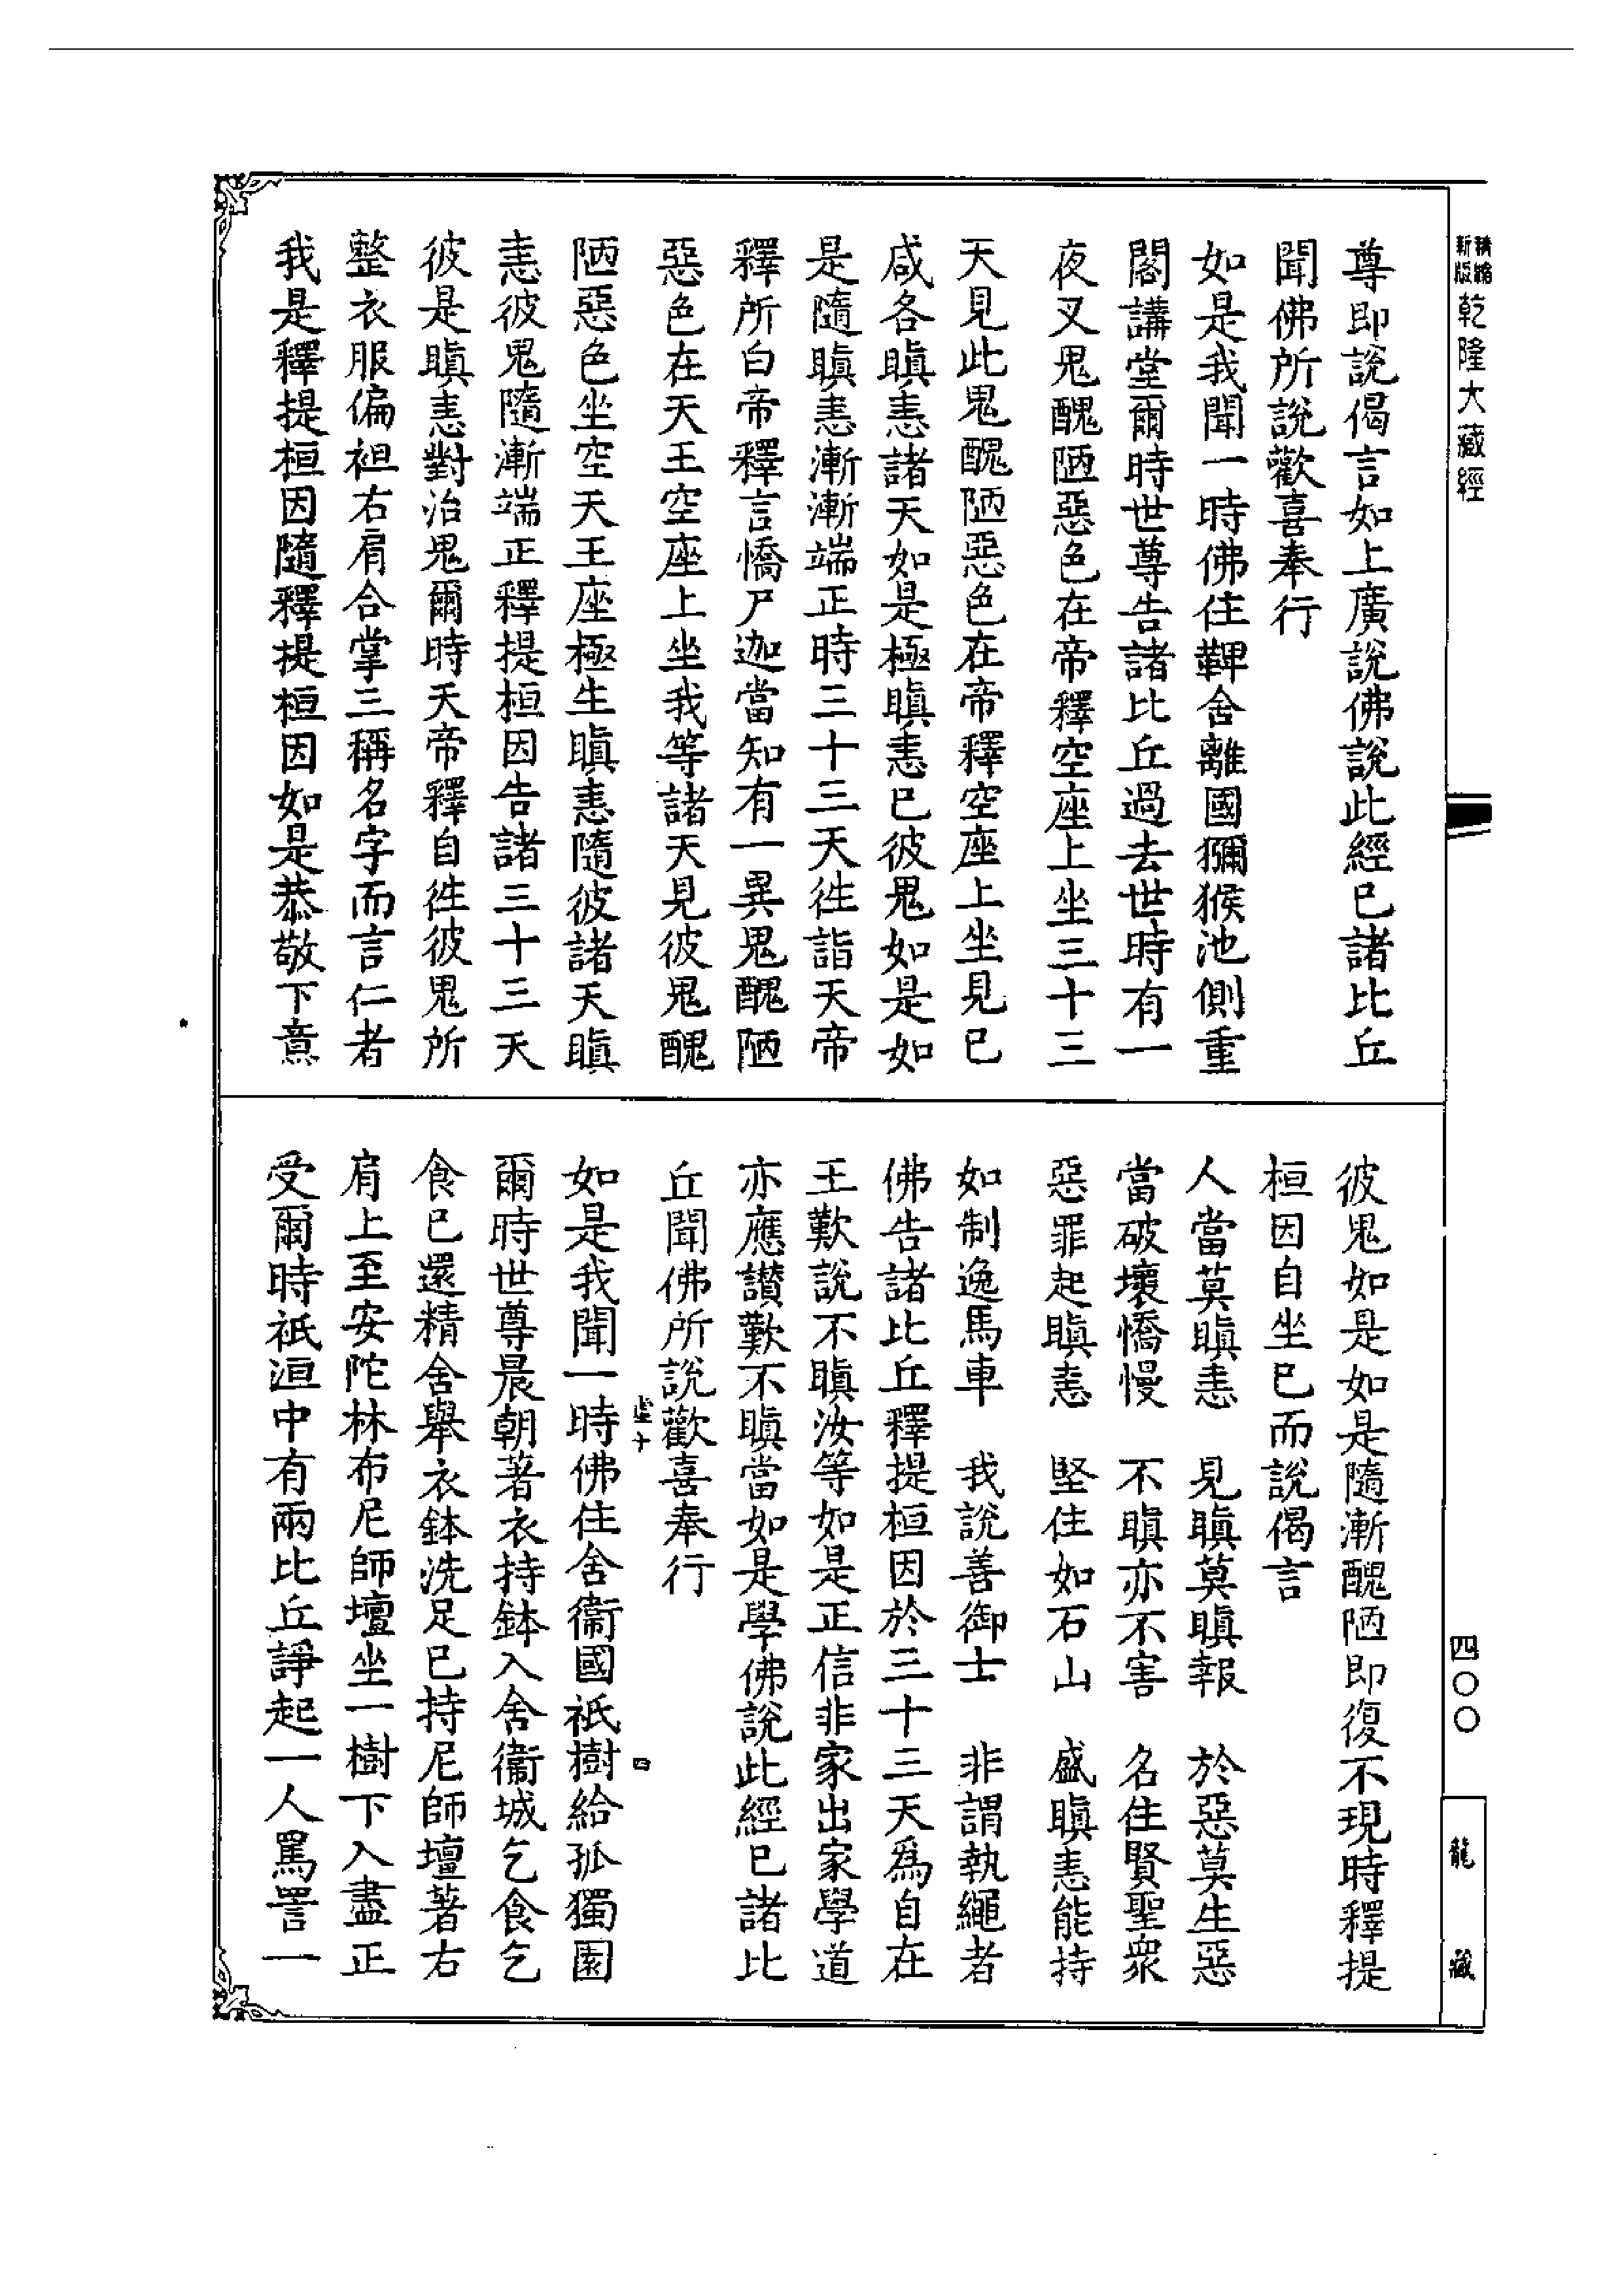 精縮新版乾隆大藏經
尊即說偈言如上廣說佛說此經已諸比丘
聞佛所說歡喜奉行
如是我聞一時佛住鞞舍離國獼猴池側重
閣講堂爾時世尊告諸比丘過去世時有一
夜叉鬼醜陋惡色在帝釋空座上坐三十三
天見此鬼醜陋惡色在帝釋空座上坐見已
咸各瞋恚諸天如是極瞋恚已彼鬼如是如
是隨瞋恚漸漸端正時三十三天徃詣天帝
釋所白帝釋言憍尸迦當知有一異鬼醜陋
惡色在天王空座上坐我等諸天見彼鬼醜
陋惡色坐空天王座極生瞋恚隨彼諸天瞋
恚彼鬼隨漸端正釋提桓因告諸三十三天
彼是瞋恚對治鬼爾時天帝釋自徃彼鬼所
整衣服偏袒右肩合掌三稱名字而言仁者
我是釋提桓因隨釋提桓因如是恭敬下意
彼鬼如是如是隨漸醜陋即復不現時釋提
桓因自坐已而說偈言
人當莫瞋恚　見瞋莫瞋報　於惡莫生惡
當破壞憍慢　不瞋亦不害　名住賢聖眾
惡罪起瞋恚　堅住如石山　盛瞋恚能持
如制逸馬車　我說善御士　非謂執繩者
佛告諸比丘釋提桓因於三十三天爲自在
王歎說不瞋汝等如是正信非家出家學道
亦應讃歎不瞋當如是學佛說此經已諸比
丘聞佛所說歡喜奉行
如是我聞一時佛住舍衞國祇樹給孤獨園
爾時世尊晨朝著衣持鉢入舍衞城乞食乞
食已還精舍舉衣鉢洗足已持尼師壇著右
肩上至安陀林布尼師壇坐一樹下入晝正
受爾時祇洹中有兩比丘諍起一人罵詈一
四〇〇
龍藏